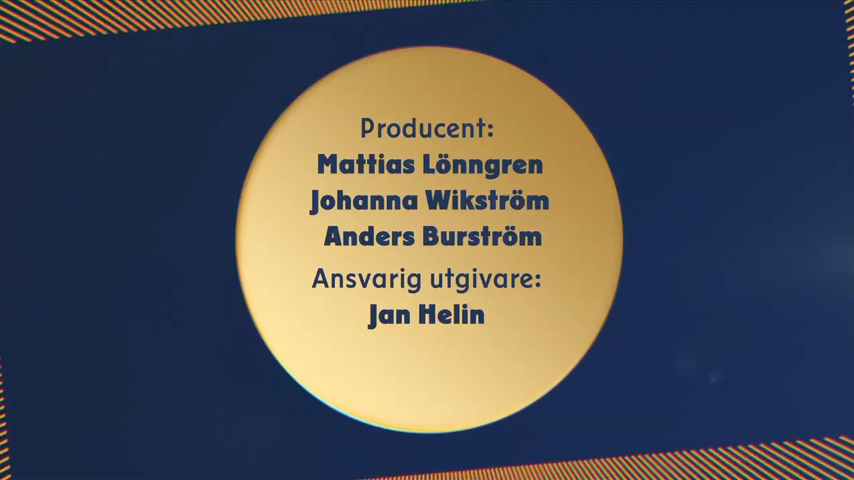 Producent:
Mattias Lönngren
Johanna Wikström
Anders Burström
Ansvarig utgivare:
Jan Helin